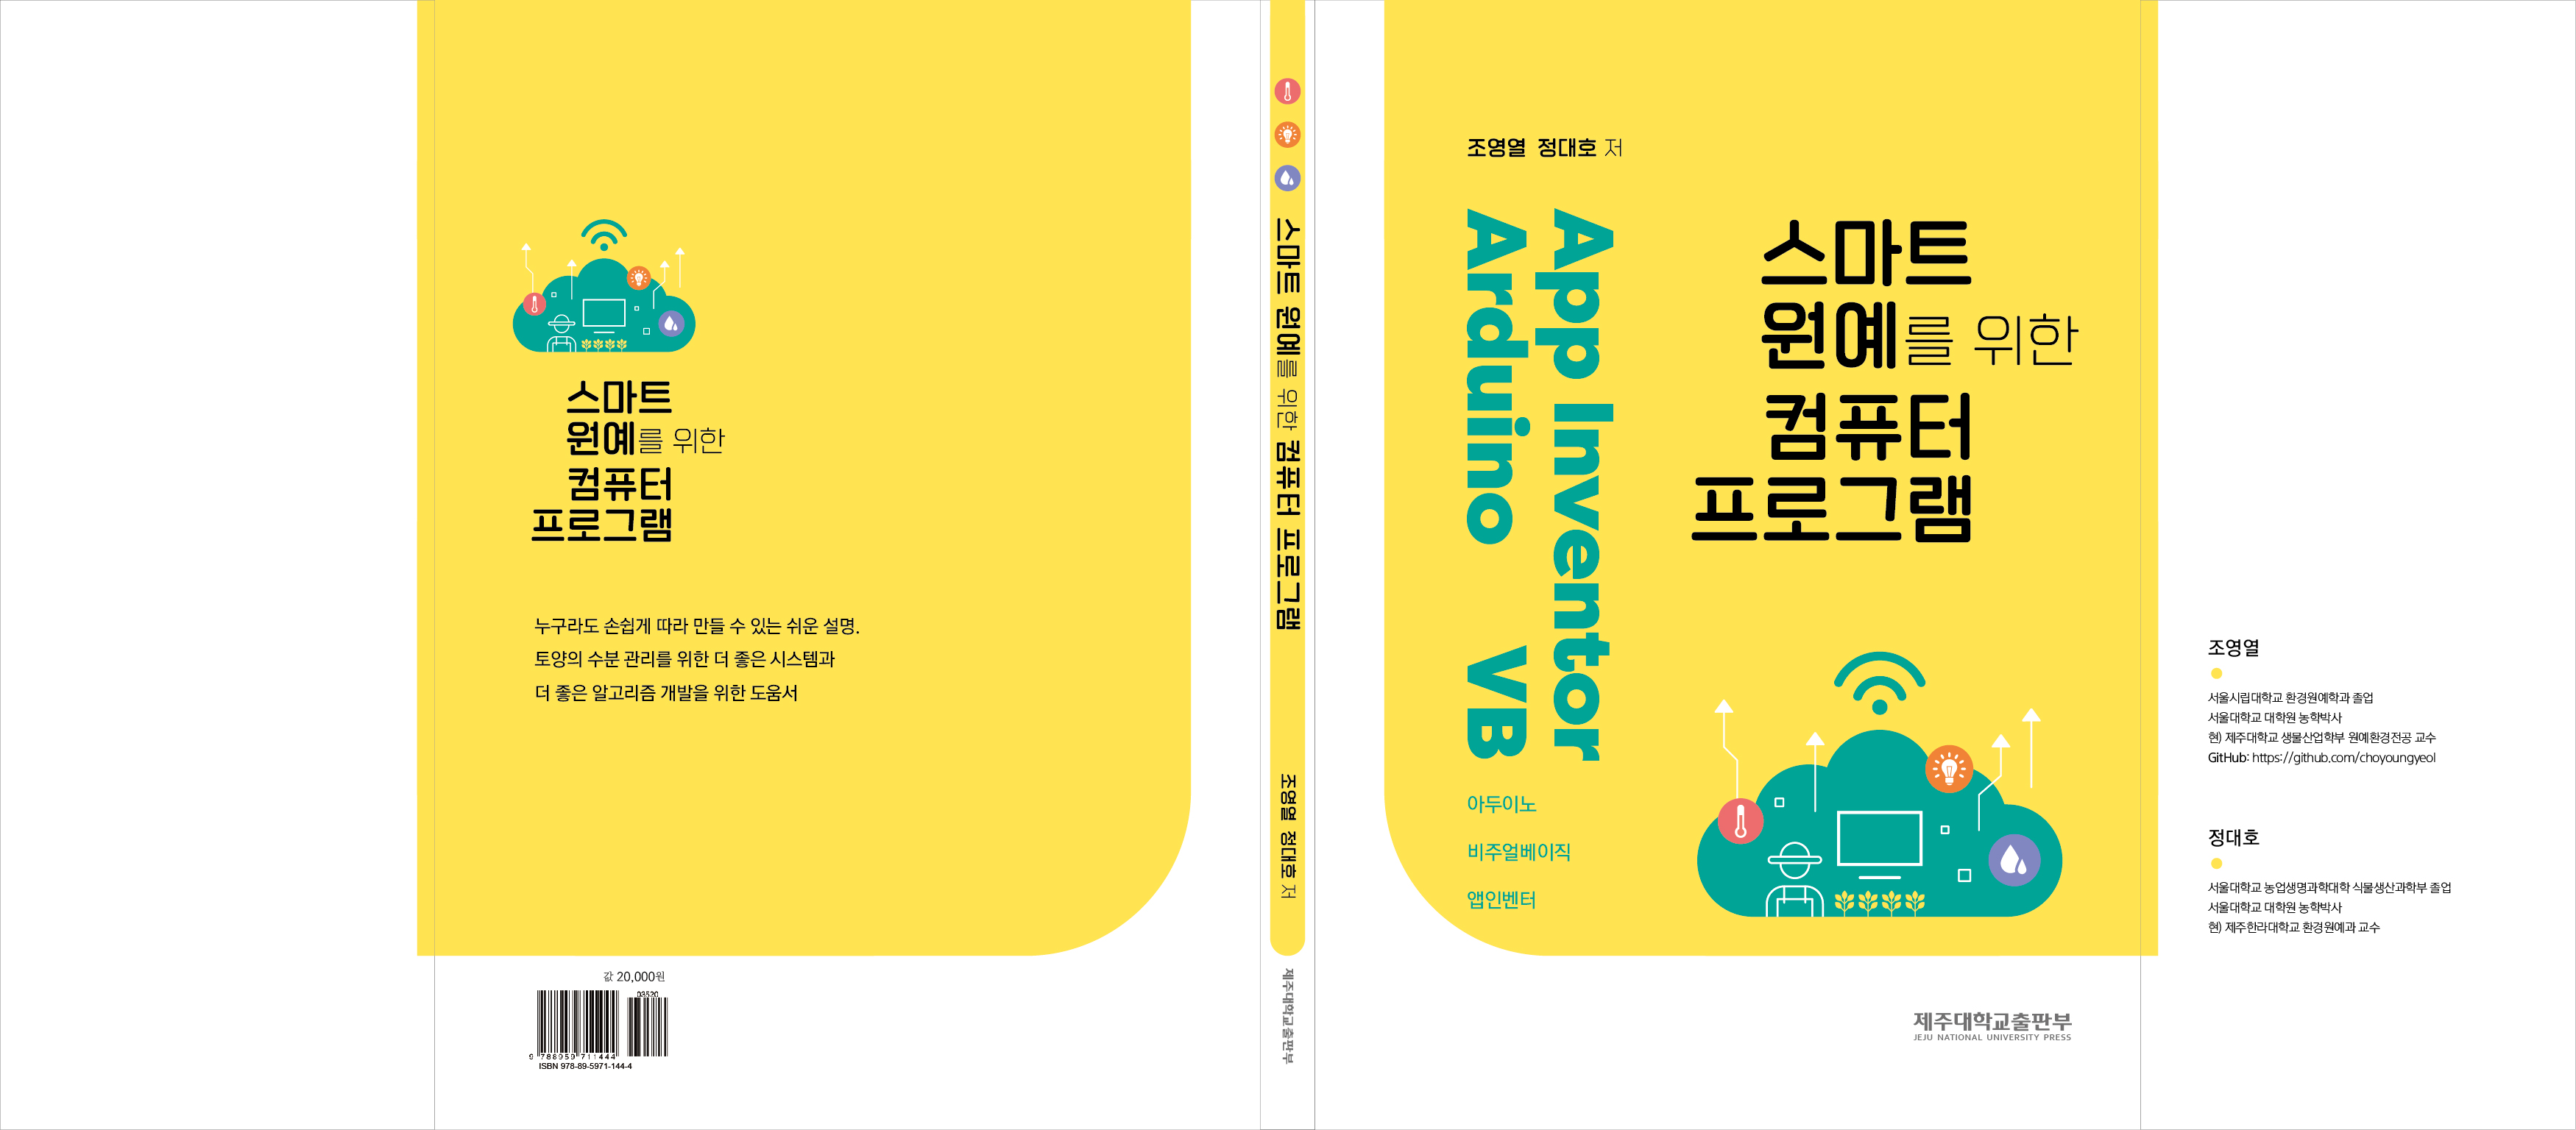 스마트
원예를 위한
컴퓨터
프로그램
누구라도 손쉽게 따라 만들 수 있는 쉬운 설명.
토양의 수분 관리를 위한 더 좋은 시스템과
더 좋은 알고리즘 개발을 위한 도움서
값 20,000원
03520
9 788959 711444
ISBN 978-89-5971-144-4
스마트 원예를 위한 컴퓨터 프로그램
조영열 정대호 저
제주대학교출판부
조영열 정대호 저
App Inventor
Arduino VB
아두이노
비주얼베이직
앱인벤터
스마트
원예를 위한
컴퓨터
프로그램
제주대학교출판부
JEJU NATIONAL UNIVERSITY PRESS
조영열
서울시립대학교 환경원예학과 졸업
서울대학교 대학원 농학박사
현) 제주대학교 생물산업학부 원예환경전공 교수
GitHub: https://github.com/choyoungyeol
정대호
서울대학교 농업생명과학대학 식물생산과학부 졸업
서울대학교 대학원 농학박사
현) 제주한라대학교 환경원예과 교수